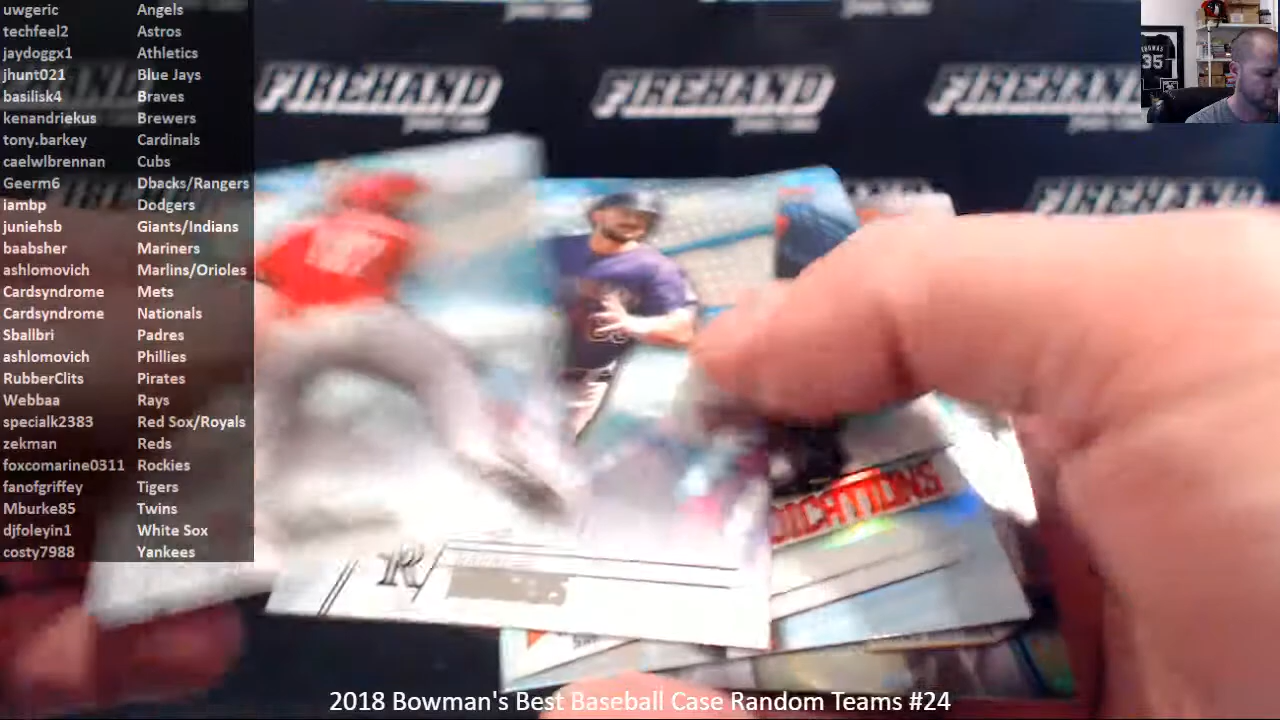 uwgeric Angels
techfeel2 Astros
jaydoggx1 Athletics
jhunt021 Blue Jays
basilisk4 Braves
kenandriekus Brewers
tony.barkey Cardinals
caelwlbrennan Cubs
Geerm6 Dbacks/Rangers
iambp Dodgers
juniehsb Giants/Indians
baabsher Mariners
ashlomovich Marlins/Orioles
Cardsyndrome Mets
Cardsyndrome Nationals
Sballbri Padres
ashlomovich Phillies
RubberClits Pirates
Webbaa Rays
specialk2383 Red Sox/Royals
zekman Reds
foxcomarine0311 Rockies
fanofgriffey Tigers
Mburke85 Twins
djfoleyin1 White Sox
costy7988 Yankees
FIREHAND FIREHAND FIREHAND
THOMAS
35
2018 Bowman's Best Baseball Case Random Teams #24